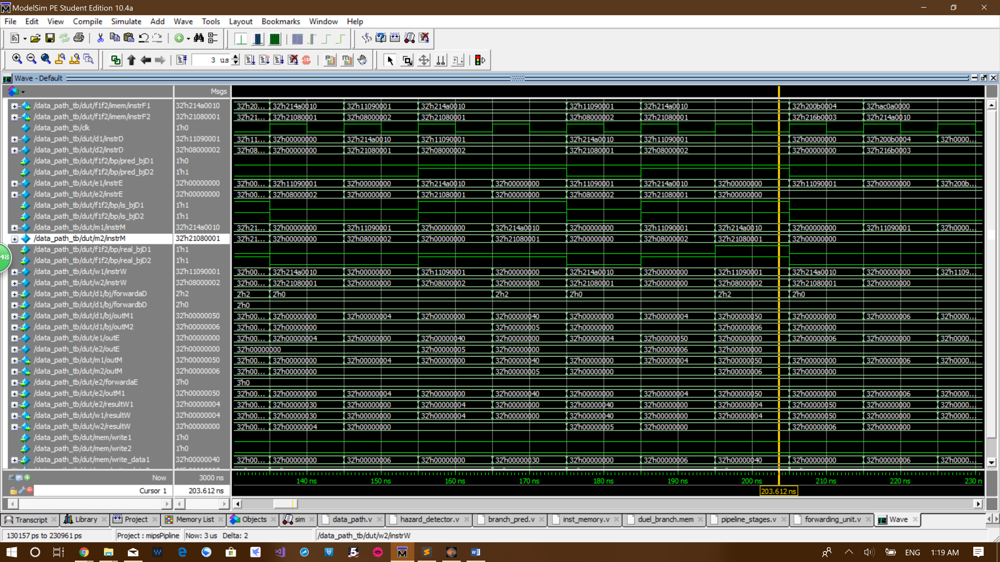 ModelSim PE Student Edition 10.4a
File Edit View Compile Simulate Add Wave Tools Layout Bookmarks Window Help
3 us
Wave - Default
Msgs
/data_path_tb/dut/f1f2/imem/instrF1 32'h214a0010 32'h20... 32'h214a0010 32'h11090001 32'h214a0010 32'h11090001 32'h214a0010 32'h200b0004 32'hac0a0000
/data_path_tb/dut/f1f2/imem/instrF2 32'h21080001 32'h21... 32'h21080001 32'h08000002 32'h21080001 32'h08000002 32'h21080001 32'h216b0003 32'h214a0010
/data_path_tb/clk 1'h0
/data_path_tb/dut/d1/instrD 32'h11090001 32'h11... 32'h00000000 32'h214a0010 32'h11090001 32'h214a0010 32'h11090001 32'h00000000 32'h200b0004 32'h0000...
/data_path_tb/dut/d2/instrD 32'h08000002 32'h08... 32'h00000000 32'h21080001 32'h08000002 32'h21080001 32'h08000002 32'h00000000 32'h216b0003
/data_path_tb/dut/f1f2/bp/pred_bjD1 1'h0
/data_path_tb/dut/f1f2/bp/pred_bjD2 1'h1
/data_path_tb/dut/e1/instrE 32'h00000000 32'h00... 32'h11090001 32'h00000000 32'h214a0010 32'h00000000 32'h11090001 32'h214a0010 32'h00000000 32'h11090001 32'h00000000 32'h200b...
/data_path_tb/dut/e2/instrE 32'h00000000 32'h00... 32'h08000002 32'h00000000 32'h21080001 32'h00000000 32'h08000002 32'h21080001 32'h00000000
/data_path_tb/dut/f1f2/bp/is_bjD1 1'h1
/data_path_tb/dut/f1f2/bp/is_bjD2 1'h1
/data_path_tb/dut/m1/instrM 32'h214a0010 32'h21... 32'h00000000 32'h11090001 32'h00000000 32'h214a0010 32'h00000000 32'h11090001 32'h214a0010 32'h00000000 32'h11090001 32'h0000...
/data_path_tb/dut/m2/instrM 32'h21080001 32'h21... 32'h00000000 32'h08000002 32'h00000000 32'h21080001 32'h00000000 32'h08000002 32'h21080001 32'h00000000
/data_path_tb/dut/f1f2/bp/real_bjD1 1'h1
48
/data_path_tb/dut/f1f2/bp/real_bjD2 1'h1
/data_path_tb/dut/w1/instrW 32'h11090001 32'h00... 32'h214a0010 32'h00000000 32'h11090001 32'h00000000 32'h214a0010 32'h00000000 32'h11090001 32'h214a0010 32'h00000000 32'h1109...
/data_path_tb/dut/w2/instrW 32'h08000002 32'h00... 32'h21080001 32'h00000000 32'h08000002 32'h00000000 32'h21080001 32'h00000000 32'h08000002 32'h21080001 32'h00000000
/data_path_tb/dut/d1/bj/forwardaD 2'h2 2'h2 2'h0 2'h2 2'h0 2'h2 2'h0
/data_path_tb/dut/d1/bj/forwardbD 2'h0 2'h0
/data_path_tb/dut/d1/bj/outM1 32'h00000050 32'h00... 32'h00000000 32'h00000004 32'h00000000 32'h00000040 32'h00000000 32'h00000004 32'h00000050 32'h00000000 32'h00000006 32'h0000...
/data_path_tb/dut/d1/bj/outM2 32'h00000006 32'h00... 32'h00000000 32'h00000005 32'h00000000 32'h00000006 32'h00000000
/data_path_tb/dut/e1/outE 32'h00000000 32'h00... 32'h00000004 32'h00000000 32'h00000040 32'h00000000 32'h00000004 32'h00000050 32'h00000000 32'h00000006 32'h00000000 32'h0000...
/data_path_tb/dut/e2/outE 32'h00000000 32'h00000000 32'h00000005 32'h00000000 32'h00000006 32'h00000000
/data_path_tb/dut/m1/outM 32'h00000050 32'h00... 32'h00000000 32'h00000004 32'h00000000 32'h00000040 32'h00000000 32'h00000004 32'h00000050 32'h00000000 32'h00000006 32'h0000...
/data_path_tb/dut/m2/outM 32'h00000006 32'h00... 32'h00000000 32'h00000005 32'h00000000 32'h00000006 32'h00000000
/data_path_tb/dut/e2/forwardaE 3'h0 3'h0
/data_path_tb/dut/e2/outM1 32'h00000050 32'h00... 32'h00000000 32'h00000004 32'h00000000 32'h00000040 32'h00000000 32'h00000004 32'h00000050 32'h00000000 32'h00000006 32'h0000...
/data_path_tb/dut/e2/resultW1 32'h00000004 32'h00... 32'h00000030 32'h00000000 32'h00000004 32'h00000000 32'h00000040 32'h00000000 32'h00000004 32'h00000050 32'h00000000 32'h0000...
/data_path_tb/dut/w1/resultW 32'h00000004 32'h00... 32'h00000030 32'h00000000 32'h00000004 32'h00000000 32'h00000040 32'h00000000 32'h00000004 32'h00000050 32'h00000000 32'h0000...
/data_path_tb/dut/w2/resultW 32'h00000000 32'h00... 32'h00000004 32'h00000000 32'h00000005 32'h00000000 32'h00000006 32'h00000000
/data_path_tb/dut/mem/write1 1'h0
/data_path_tb/dut/mem/write2 1'h0
/data_path_tb/dut/mem/write_data1 32'h00000040 32'h00... 32'h00000000 32'h00000006 32'h00000000 32'h00000030 32'h00000000 32'h00000006 32'h00000040 32'h00000000 32'h00000006 32'h0000...
Now 3000 ns 140 ns 150 ns 160 ns 170 ns 180 ns 190 ns 200 ns 210 ns 220 ns 230 n
Cursor 1 203.612 ns 203.612 ns
Transcript Library Project Memory List Objects sim data_path.v hazard_detector.v branch_pred.v inst_memory.v duel_branch.mem pipeline_stages.v forwarding_unit.v Wave
130157 ps to 230961 ps Project : mipsPipline Now: 3 us Delta: 2 /data_path_tb/dut/w2/instrW
ENG 1:19 AM